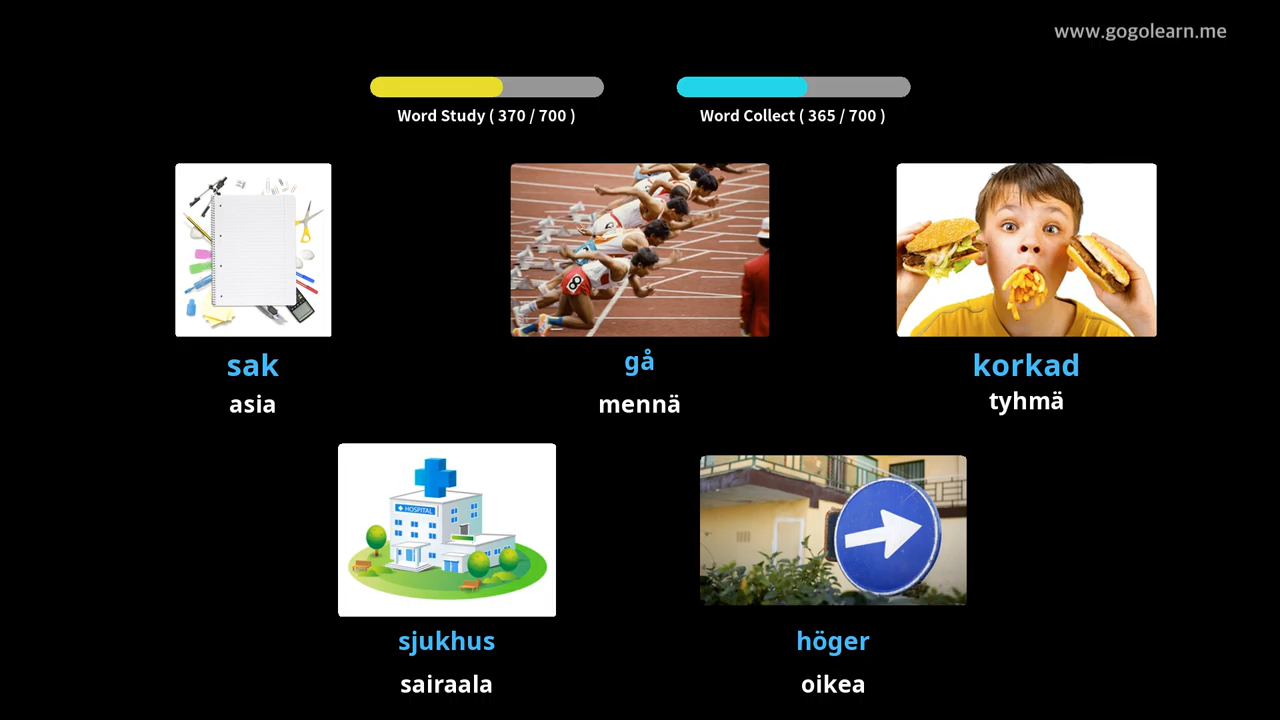 www.gogolearn.me
Word Study ( 370 / 700 )
Word Collect ( 365 / 700 )
sak
asia
gå
mennä
korkad
tyhmä
HOSPITAL
sjukhus
sairaala
höger
oikea